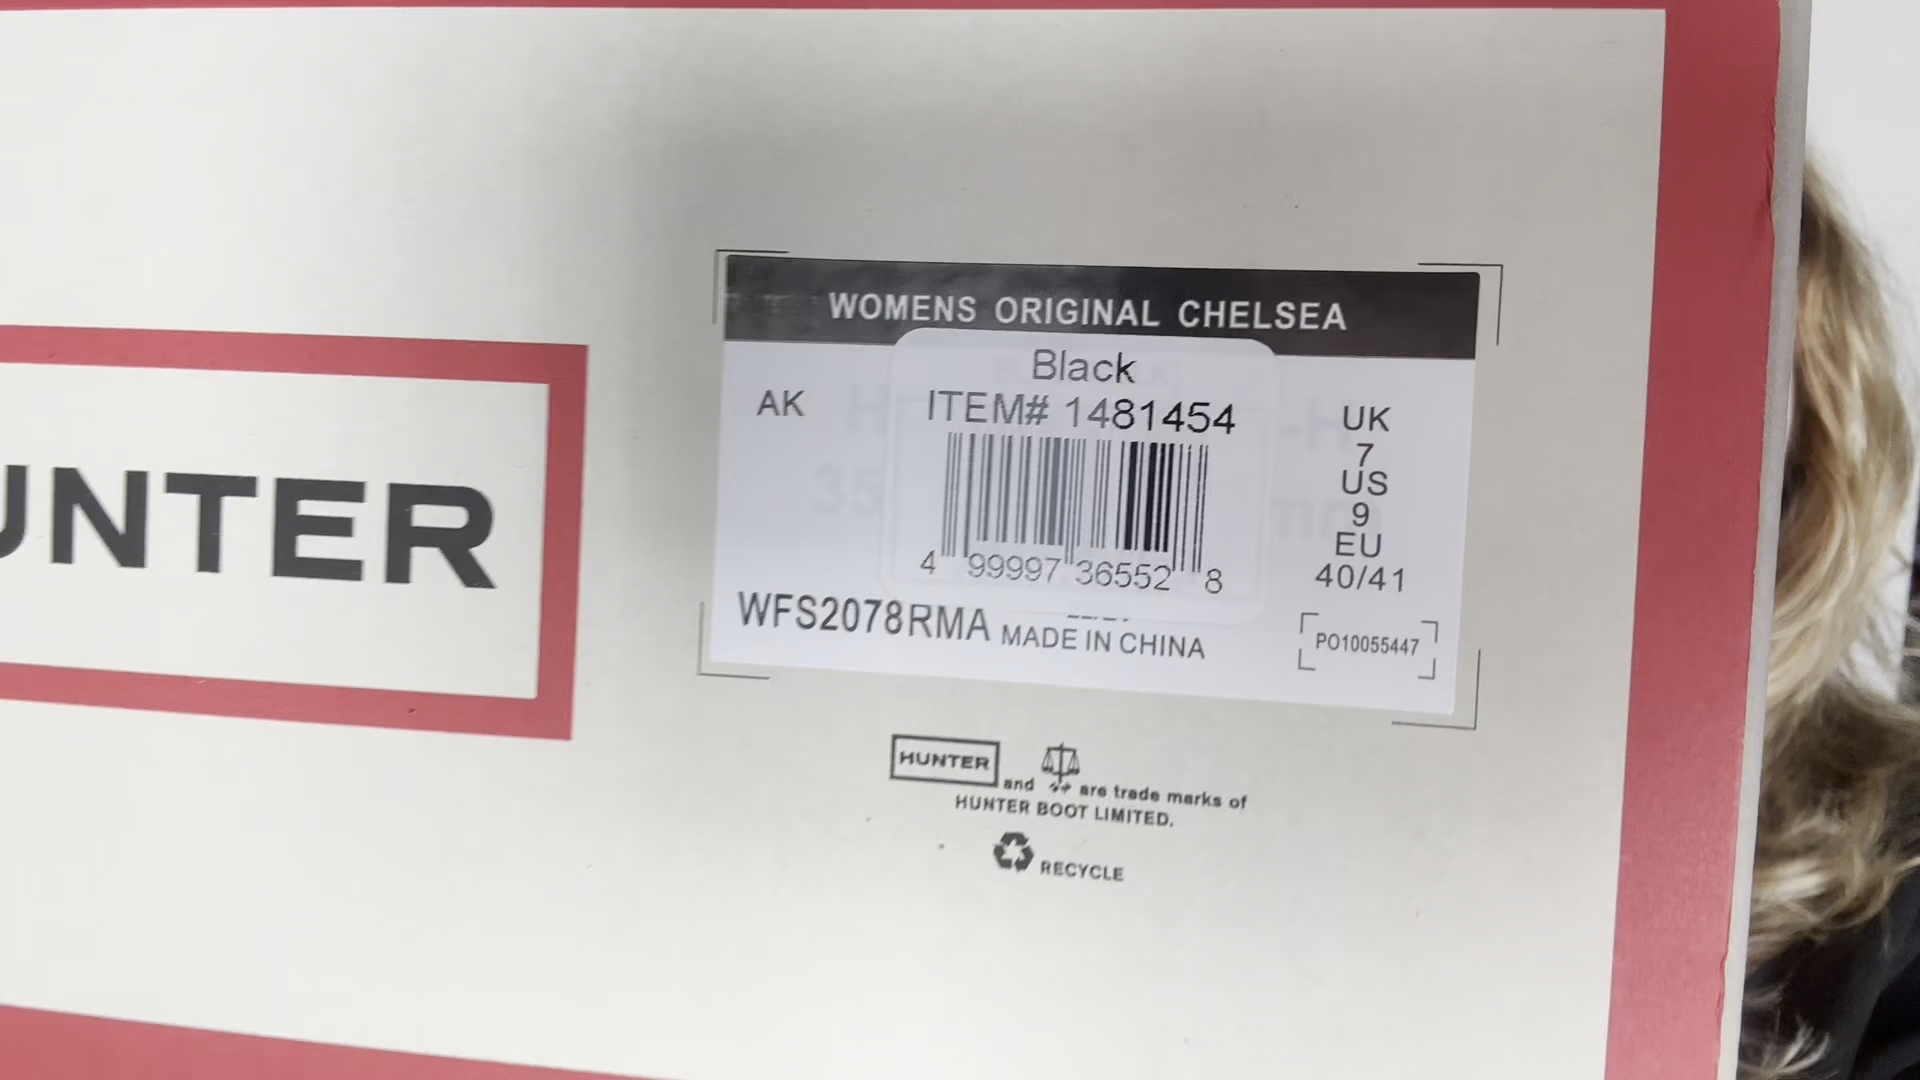 UNTER
WOMENS ORIGINAL CHELSEA
Black
AK
ITEM# 1481454
4 99997 36552 8
UK
7
US
9
EU
40/41
WFS2078RMA MADE IN CHINA
PO10055447
HUNTER and are trade marks of
HUNTER BOOT LIMITED.
RECYCLE